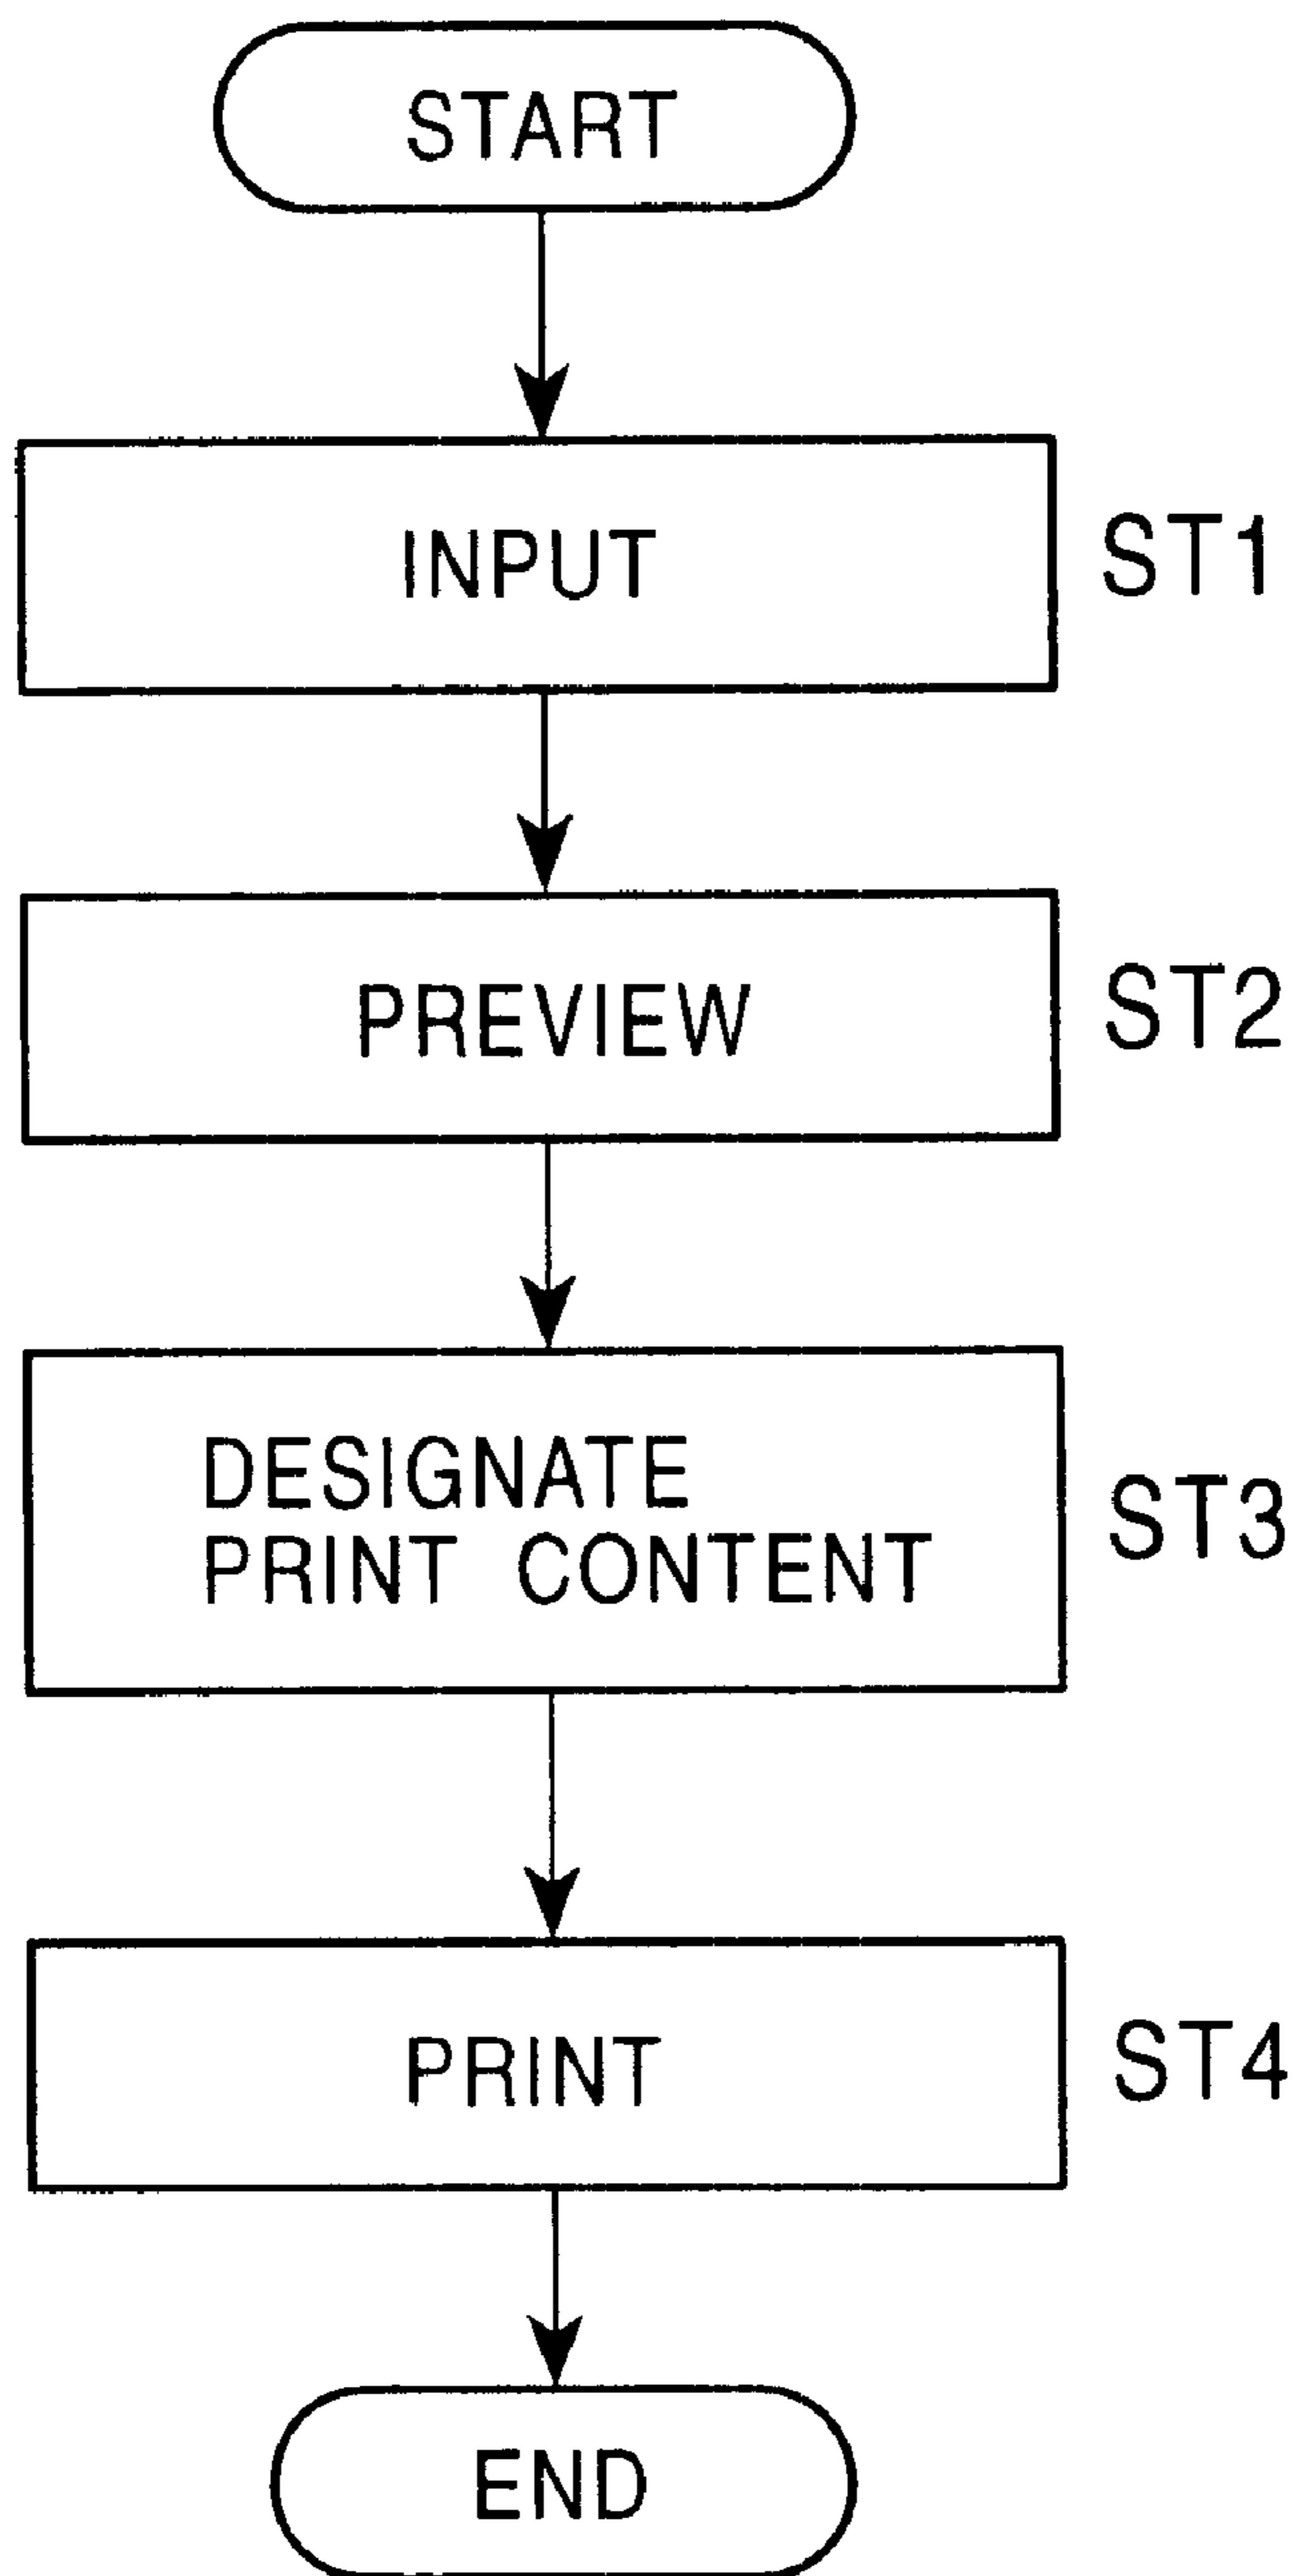 START
INPUT
ST1
PREVIEW
ST2
DESIGNATE
PRINT CONTENT
ST3
PRINT
ST4
END